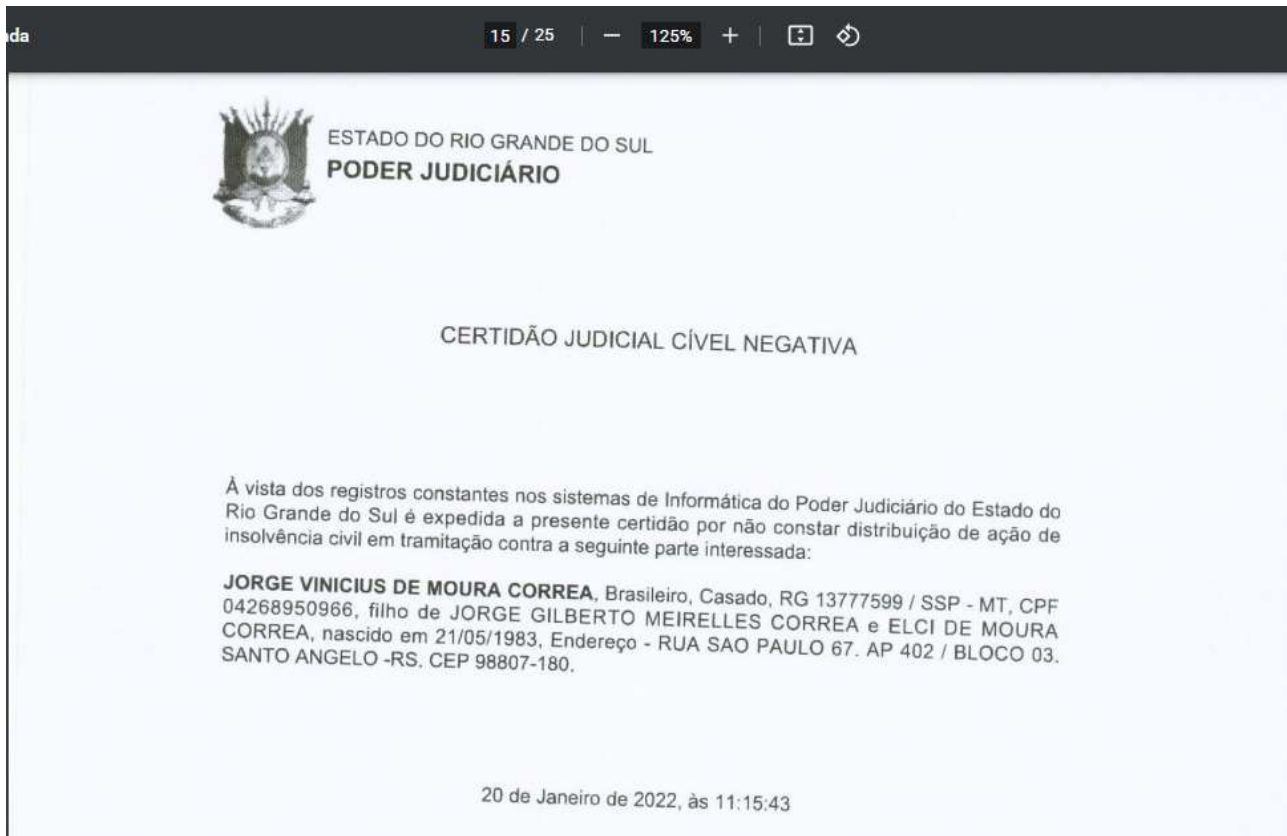 da
15 / 25 | — 125% +
ESTADO DO RIO GRANDE DO SUL
PODER JUDICIÁRIO
CERTIDÃO JUDICIAL CÍVEL NEGATIVA
À vista dos registros constantes nos sistemas de Informática do Poder Judiciário do Estado do
Rio Grande do Sul é expedida a presente certidão por não constar distribuição de ação de
insolvência civil em tramitação contra a seguinte parte interessada:
JORGE VINICIUS DE MOURA CORREA, Brasileiro, Casado, RG 13777599 / SSP - MT, CPF
04268950966, filho de JORGE GILBERTO MEIRELLES CORREA e ELCI DE MOURA
CORREA, nascido em 21/05/1983, Endereço - RUA SAO PAULO 67. AP 402 / BLOCO 03.
SANTO ANGELO -RS. CEP 98807-180.
20 de Janeiro de 2022, às 11:15:43